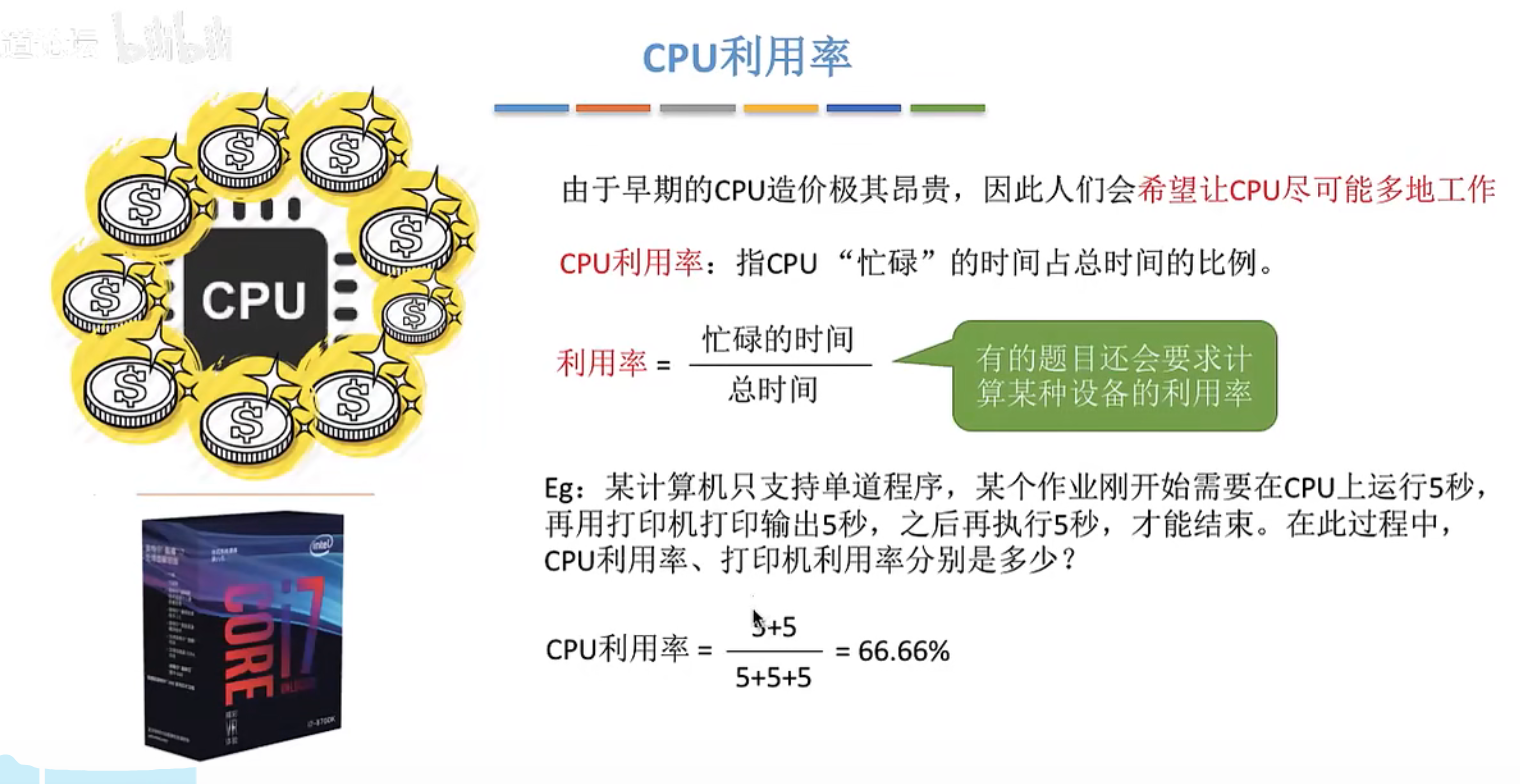 道论坛 bilibili
CPU利用率
由于早期的CPU造价极其昂贵，因此人们会希望让CPU尽可能多地工作
CPU利用率：指CPU “忙碌”的时间占总时间的比例。
利用率 =
忙碌的时间
总时间
有的题目还会要求计
算某种设备的利用率
Eg：某计算机只支持单道程序，某个作业刚开始需要在CPU上运行5秒，
再用打印机打印输出5秒，之后再执行5秒，才能结束。在此过程中，
CPU利用率、打印机利用率分别是多少？
CPU利用率 =
5+5
5+5+5
= 66.66%
$
$
$
$
$
$
$
$
$
CPU
intel
CORE
i7
UNLOCKED
VR
i7-8700K